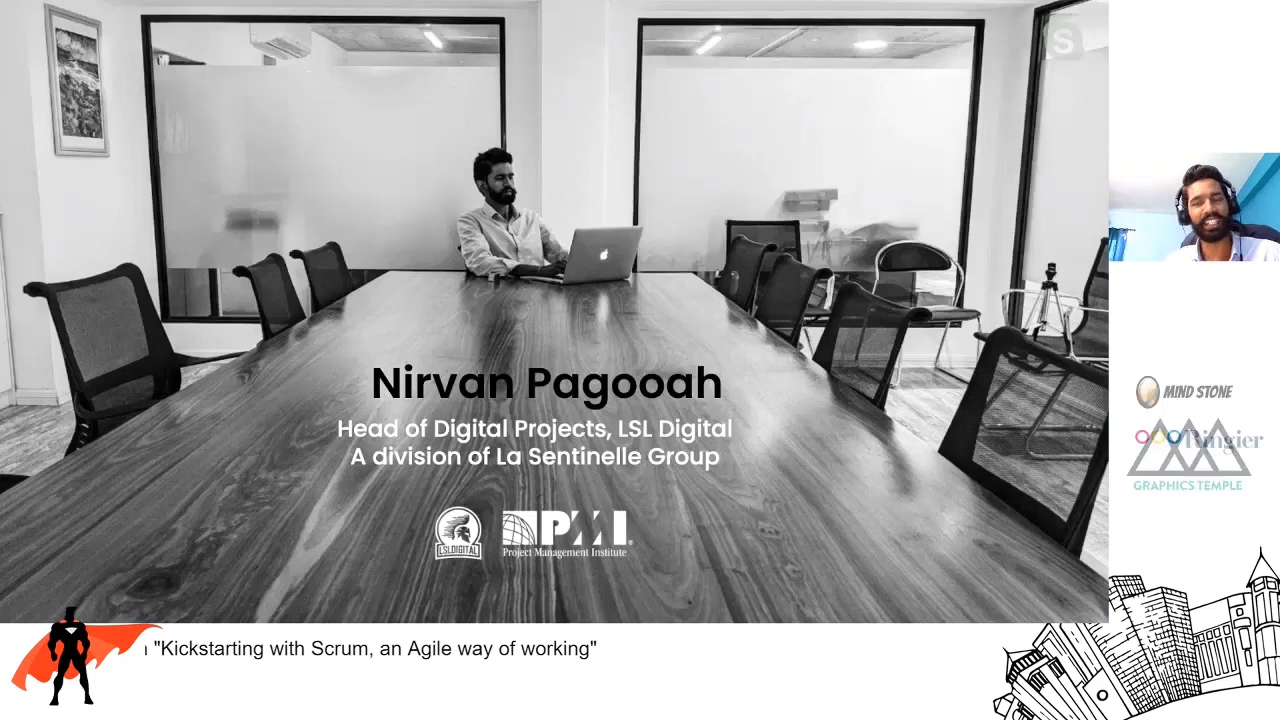 Nirvan Pagooah
Head of Digital Projects, LSL Digital
A division of La Sentinelle Group
LSLDIGITAL
PMI
Project Management Institute
S
MIND STONE
Ringier
GRAPHICS TEMPLE
"Kickstarting with Scrum, an Agile way of working"